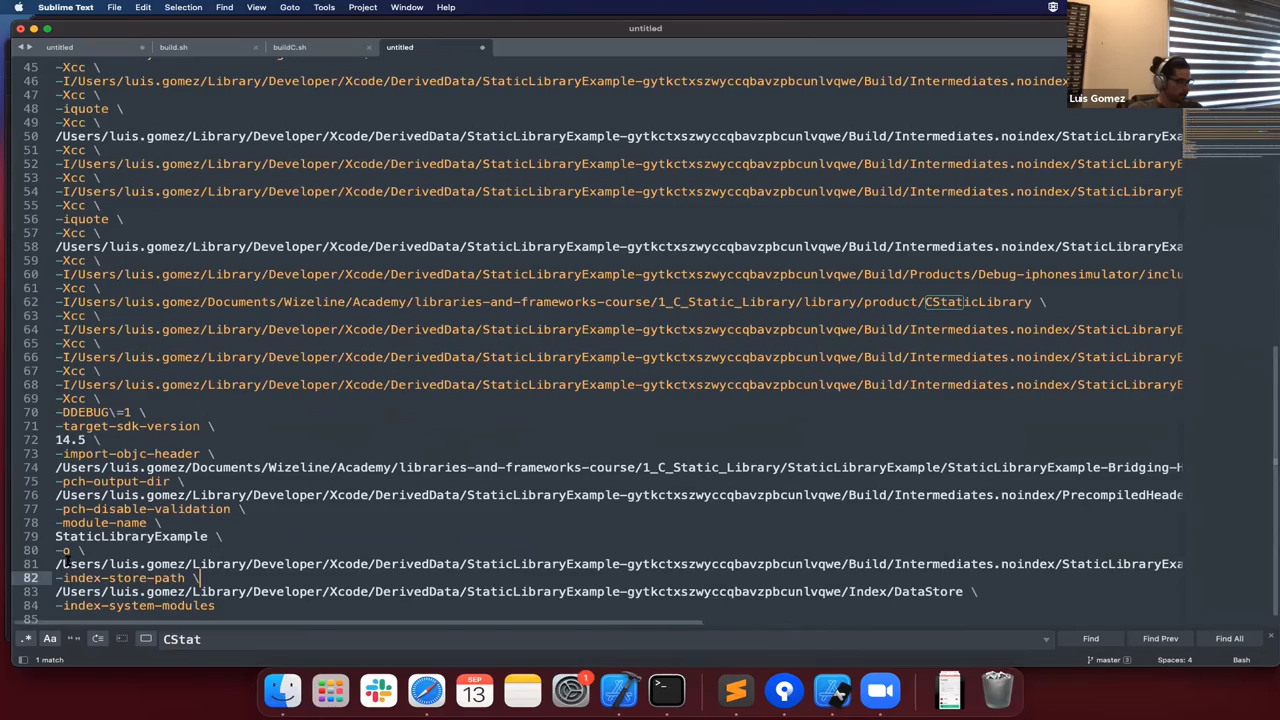 Sublime Text File Edit Selection Find View Goto Tools Project Window Help
untitled
untitled build.sh buildC.sh untitled
45 -Xcc \
46 -I/Users/luis.gomez/Library/Developer/Xcode/DerivedData/StaticLibraryExample-gytkctxszwyccqbavzpbcunlvqwe/Build/Intermediates.noindex/StaticLibraryE
47 -Xcc \
48 -iquote \
49 -Xcc \
50 /Users/luis.gomez/Library/Developer/Xcode/DerivedData/StaticLibraryExample-gytkctxszwyccqbavzpbcunlvqwe/Build/Intermediates.noindex/StaticLibraryExa
51 -Xcc \
52 -I/Users/luis.gomez/Library/Developer/Xcode/DerivedData/StaticLibraryExample-gytkctxszwyccqbavzpbcunlvqwe/Build/Intermediates.noindex/StaticLibraryE
53 -Xcc \
54 -I/Users/luis.gomez/Library/Developer/Xcode/DerivedData/StaticLibraryExample-gytkctxszwyccqbavzpbcunlvqwe/Build/Intermediates.noindex/StaticLibraryE
55 -Xcc \
56 -iquote \
57 -Xcc \
58 /Users/luis.gomez/Library/Developer/Xcode/DerivedData/StaticLibraryExample-gytkctxszwyccqbavzpbcunlvqwe/Build/Intermediates.noindex/StaticLibraryExa
59 -Xcc \
60 -I/Users/luis.gomez/Library/Developer/Xcode/DerivedData/StaticLibraryExample-gytkctxszwyccqbavzpbcunlvqwe/Build/Products/Debug-iphonesimulator/inclu
61 -Xcc \
62 -I/Users/luis.gomez/Documents/Wizeline/Academy/libraries-and-frameworks-course/1_C_Static_Library/library/product/CStaticLibrary \
63 -Xcc \
64 -I/Users/luis.gomez/Library/Developer/Xcode/DerivedData/StaticLibraryExample-gytkctxszwyccqbavzpbcunlvqwe/Build/Intermediates.noindex/StaticLibraryE
65 -Xcc \
66 -I/Users/luis.gomez/Library/Developer/Xcode/DerivedData/StaticLibraryExample-gytkctxszwyccqbavzpbcunlvqwe/Build/Intermediates.noindex/StaticLibraryE
67 -Xcc \
68 -I/Users/luis.gomez/Library/Developer/Xcode/DerivedData/StaticLibraryExample-gytkctxszwyccqbavzpbcunlvqwe/Build/Intermediates.noindex/StaticLibraryE
69 -Xcc \
70 -DDEBUG\=1 \
71 -target-sdk-version \
72 14.5 \
73 -import-objc-header \
74 /Users/luis.gomez/Documents/Wizeline/Academy/libraries-and-frameworks-course/1_C_Static_Library/StaticLibraryExample/StaticLibraryExample-Bridging-H
75 -pch-output-dir \
76 /Users/luis.gomez/Library/Developer/Xcode/DerivedData/StaticLibraryExample-gytkctxszwyccqbavzpbcunlvqwe/Build/Intermediates.noindex/PrecompiledHeade
77 -pch-disable-validation \
78 -module-name \
79 StaticLibraryExample \
80 -o \
81 /Users/luis.gomez/Library/Developer/Xcode/DerivedData/StaticLibraryExample-gytkctxszwyccqbavzpbcunlvqwe/Build/Intermediates.noindex/StaticLibraryExa
82 -index-store-path \
83 /Users/luis.gomez/Library/Developer/Xcode/DerivedData/StaticLibraryExample-gytkctxszwyccqbavzpbcunlvqwe/Index/DataStore \
84 -index-system-modules
85
.* Aa "" CStat Find Find Prev Find All
1 match master 3 Spaces: 4 Bash
Luis Gomez
SEP
13
1